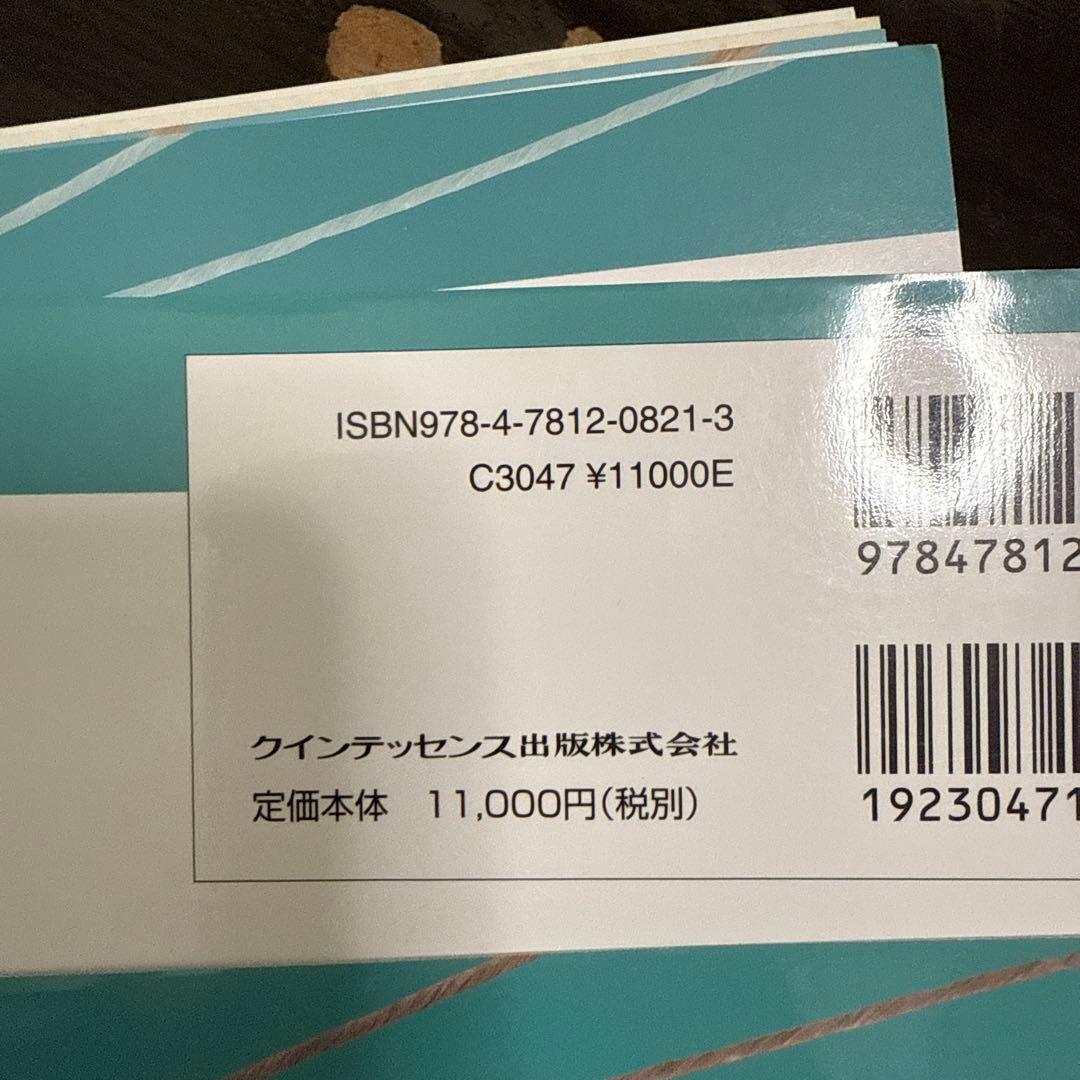 ISBN978-4-7812-0821-3
C3047 ¥11000E
97847812
クインテッセンス出版株式会社
定価本体 11,000円(税別)
19230471